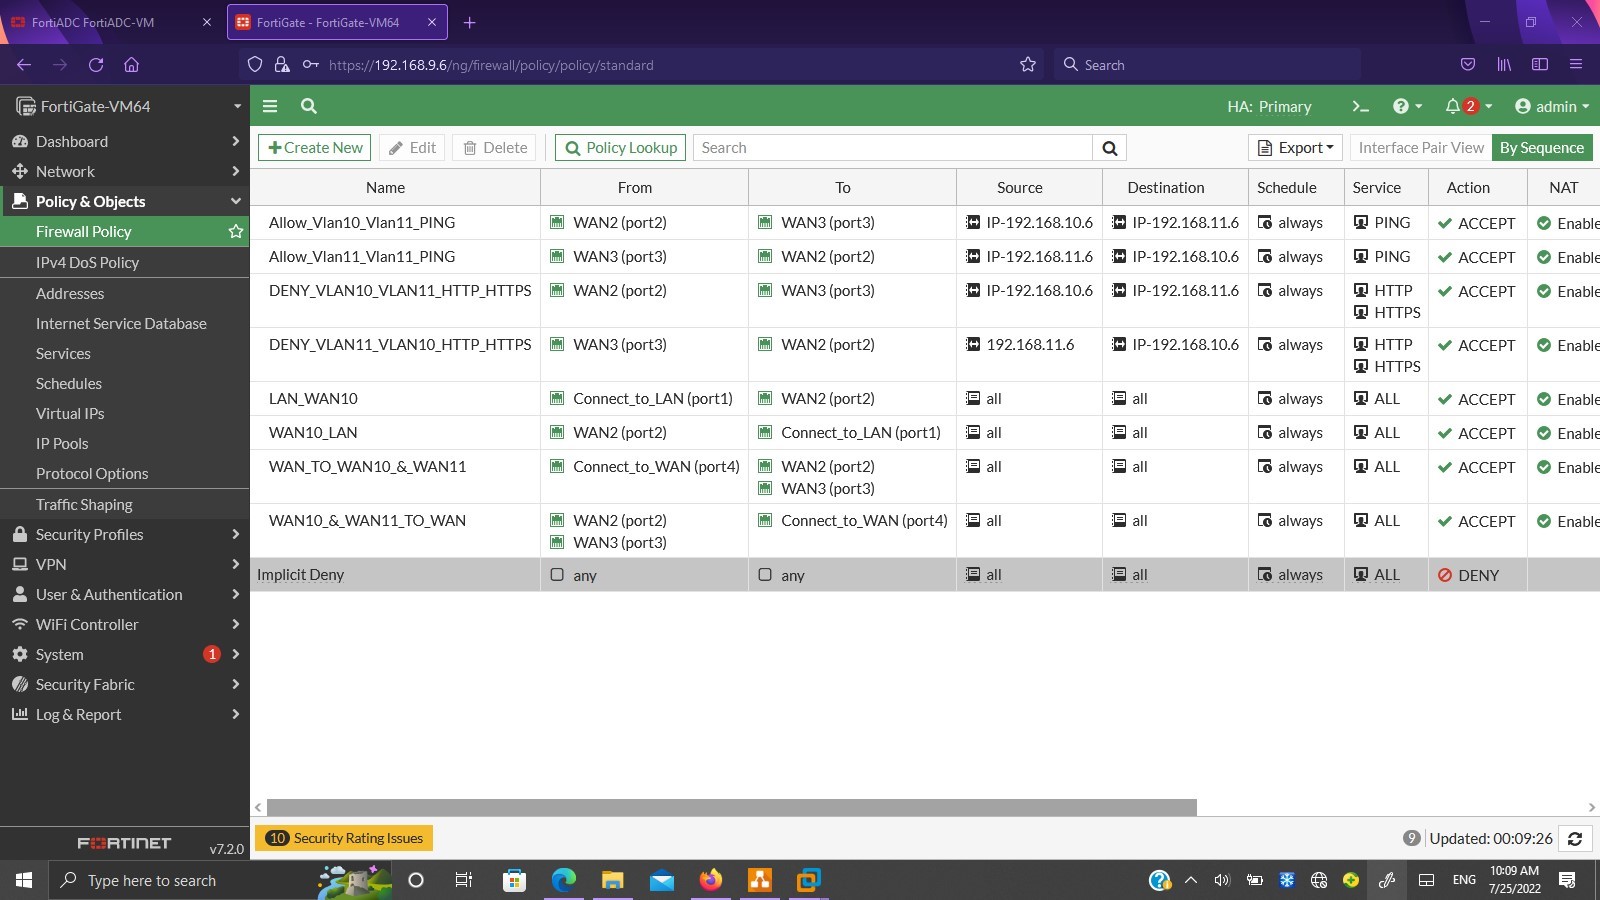 FortiADC FortiADC-VM
FortiGate - FortiGate-VM64
https://192.168.9.6/ng/firewall/policy/policy/standard
Search
FortiGate-VM64
HA: Primary
2
admin
Dashboard
Network
Policy & Objects
Firewall Policy
IPv4 DoS Policy
Addresses
Internet Service Database
Services
Schedules
Virtual IPs
IP Pools
Protocol Options
Traffic Shaping
Security Profiles
VPN
User & Authentication
WiFi Controller
System 1
Security Fabric
Log & Report
FORTINET v7.2.0
Create New Edit Delete Policy Lookup Search Export Interface Pair View By Sequence
Name From To Source Destination Schedule Service Action NAT
Allow_Vlan10_Vlan11_PING WAN2 (port2) WAN3 (port3) IP-192.168.10.6 IP-192.168.11.6 always PING ACCEPT Enable
Allow_Vlan11_Vlan11_PING WAN3 (port3) WAN2 (port2) IP-192.168.11.6 IP-192.168.10.6 always PING ACCEPT Enable
DENY_VLAN10_VLAN11_HTTP_HTTPS WAN2 (port2) WAN3 (port3) IP-192.168.10.6 IP-192.168.11.6 always HTTP ACCEPT Enable
HTTPS
DENY_VLAN11_VLAN10_HTTP_HTTPS WAN3 (port3) WAN2 (port2) 192.168.11.6 IP-192.168.10.6 always HTTP ACCEPT Enable
HTTPS
LAN_WAN10 Connect_to_LAN (port1) WAN2 (port2) all all always ALL ACCEPT Enable
WAN10_LAN WAN2 (port2) Connect_to_LAN (port1) all all always ALL ACCEPT Enable
WAN_TO_WAN10_&_WAN11 Connect_to_WAN (port4) WAN2 (port2) all all always ALL ACCEPT Enable
WAN3 (port3)
WAN10_&_WAN11_TO_WAN WAN2 (port2) Connect_to_WAN (port4) all all always ALL ACCEPT Enable
WAN3 (port3)
Implicit Deny any any all all always ALL DENY
10 Security Rating Issues
9 Updated: 00:09:26
Type here to search
ENG
10:09 AM
7/25/2022